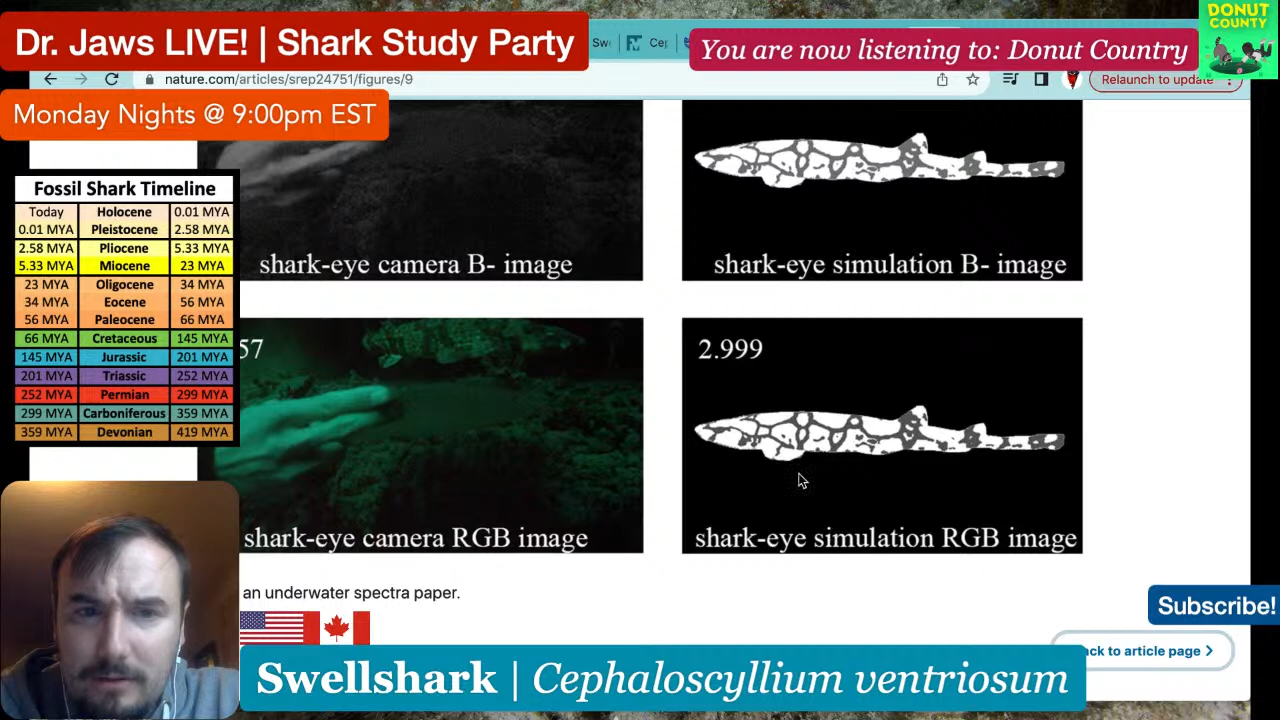 Dr. Jaws LIVE! | Shark Study Party
You are now listening to: Donut Country
DONUT
COUNTY
nature.com/articles/srep24751/figures/9
Relaunch to update
Monday Nights @ 9:00pm EST
Fossil Shark Timeline
Today Holocene 0.01 MYA
0.01 MYA Pleistocene 2.58 MYA
2.58 MYA Pliocene 5.33 MYA
5.33 MYA Miocene 23 MYA
23 MYA Oligocene 34 MYA
34 MYA Eocene 56 MYA
56 MYA Paleocene 66 MYA
66 MYA Cretaceous 145 MYA
145 MYA Jurassic 201 MYA
201 MYA Triassic 252 MYA
252 MYA Permian 299 MYA
299 MYA Carboniferous 359 MYA
359 MYA Devonian 419 MYA
shark-eye camera B- image
shark-eye simulation B- image
57
2.999
shark-eye camera RGB image
shark-eye simulation RGB image
an underwater spectra paper.
Subscribe!
ck to article page
Swellshark | Cephaloscyllium ventriosum